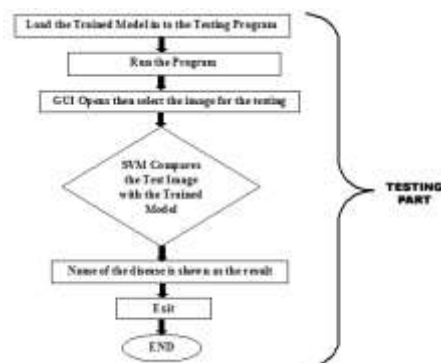 Load the Trained Model in to the Testing Program
Run the Program
GUI Opens then select the image for the testing
SVM Compares
the Test Image
with the Trained
Model
Name of the disease is shown as the result
Exit
END
TESTING
PART